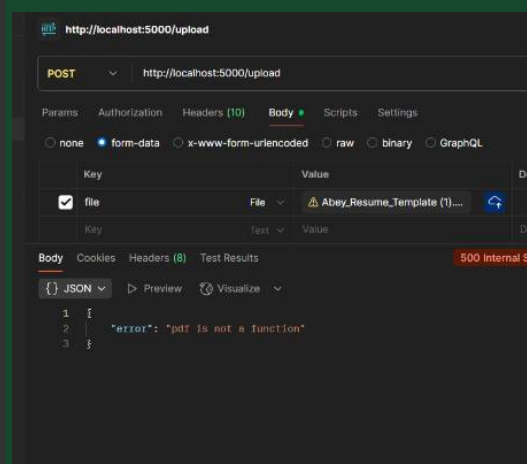 HTTP http://localhost:5000/upload
POST http://localhost:5000/upload
Params Authorization Headers (10) Body Scripts Settings
none form-data x-www-form-urlencoded raw binary GraphQL
Key Value D
file File Abey_Resume_Template (1)....
Key Text Value D
Body Cookies Headers (8) Test Results 500 Internal S
{} JSON Preview Visualize
1 {
2 "error": "pdf is not a function"
3 }